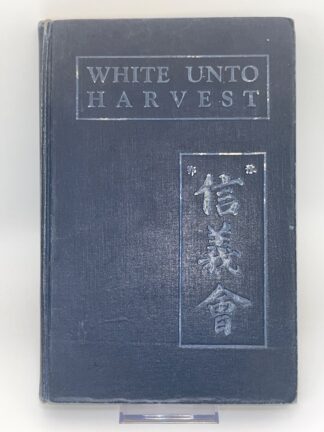 WHITE UNTO
HARVEST
信義會